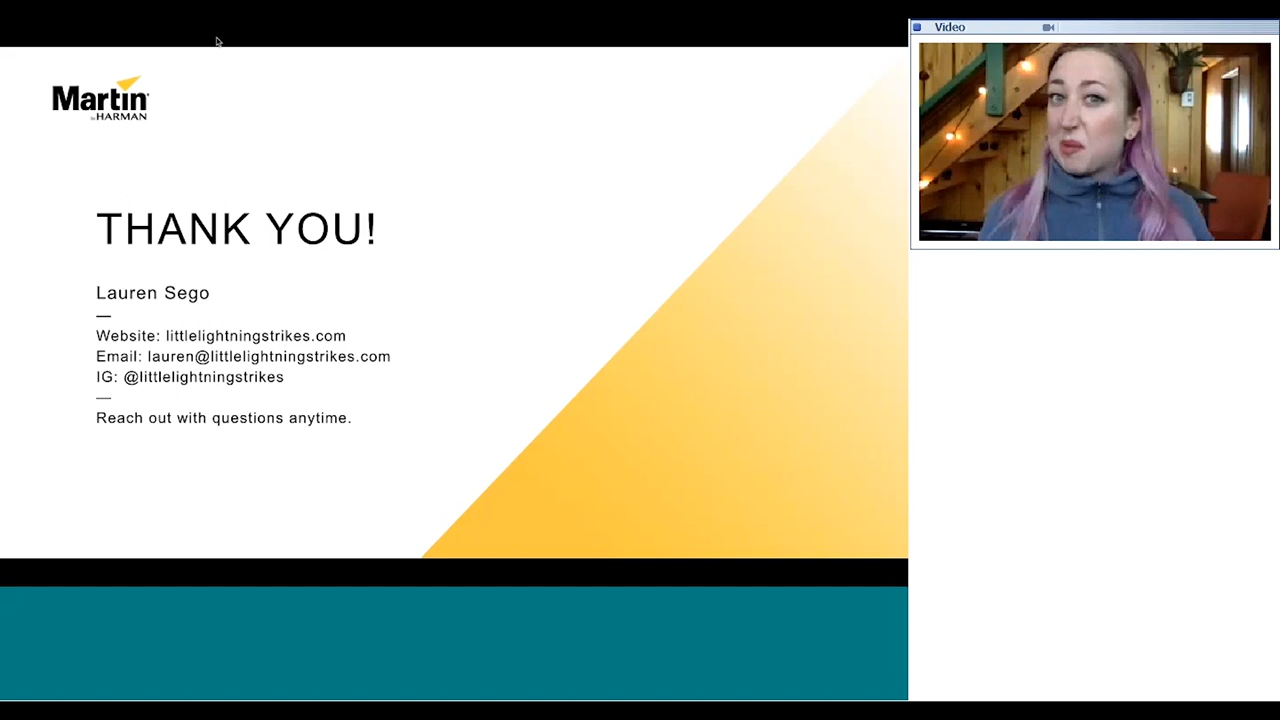 Video
Martin
by HARMAN
THANK YOU!
Lauren Sego
—
Website: littlelightningstrikes.com
Email: lauren@littlelightningstrikes.com
IG: @littlelightningstrikes
—
Reach out with questions anytime.